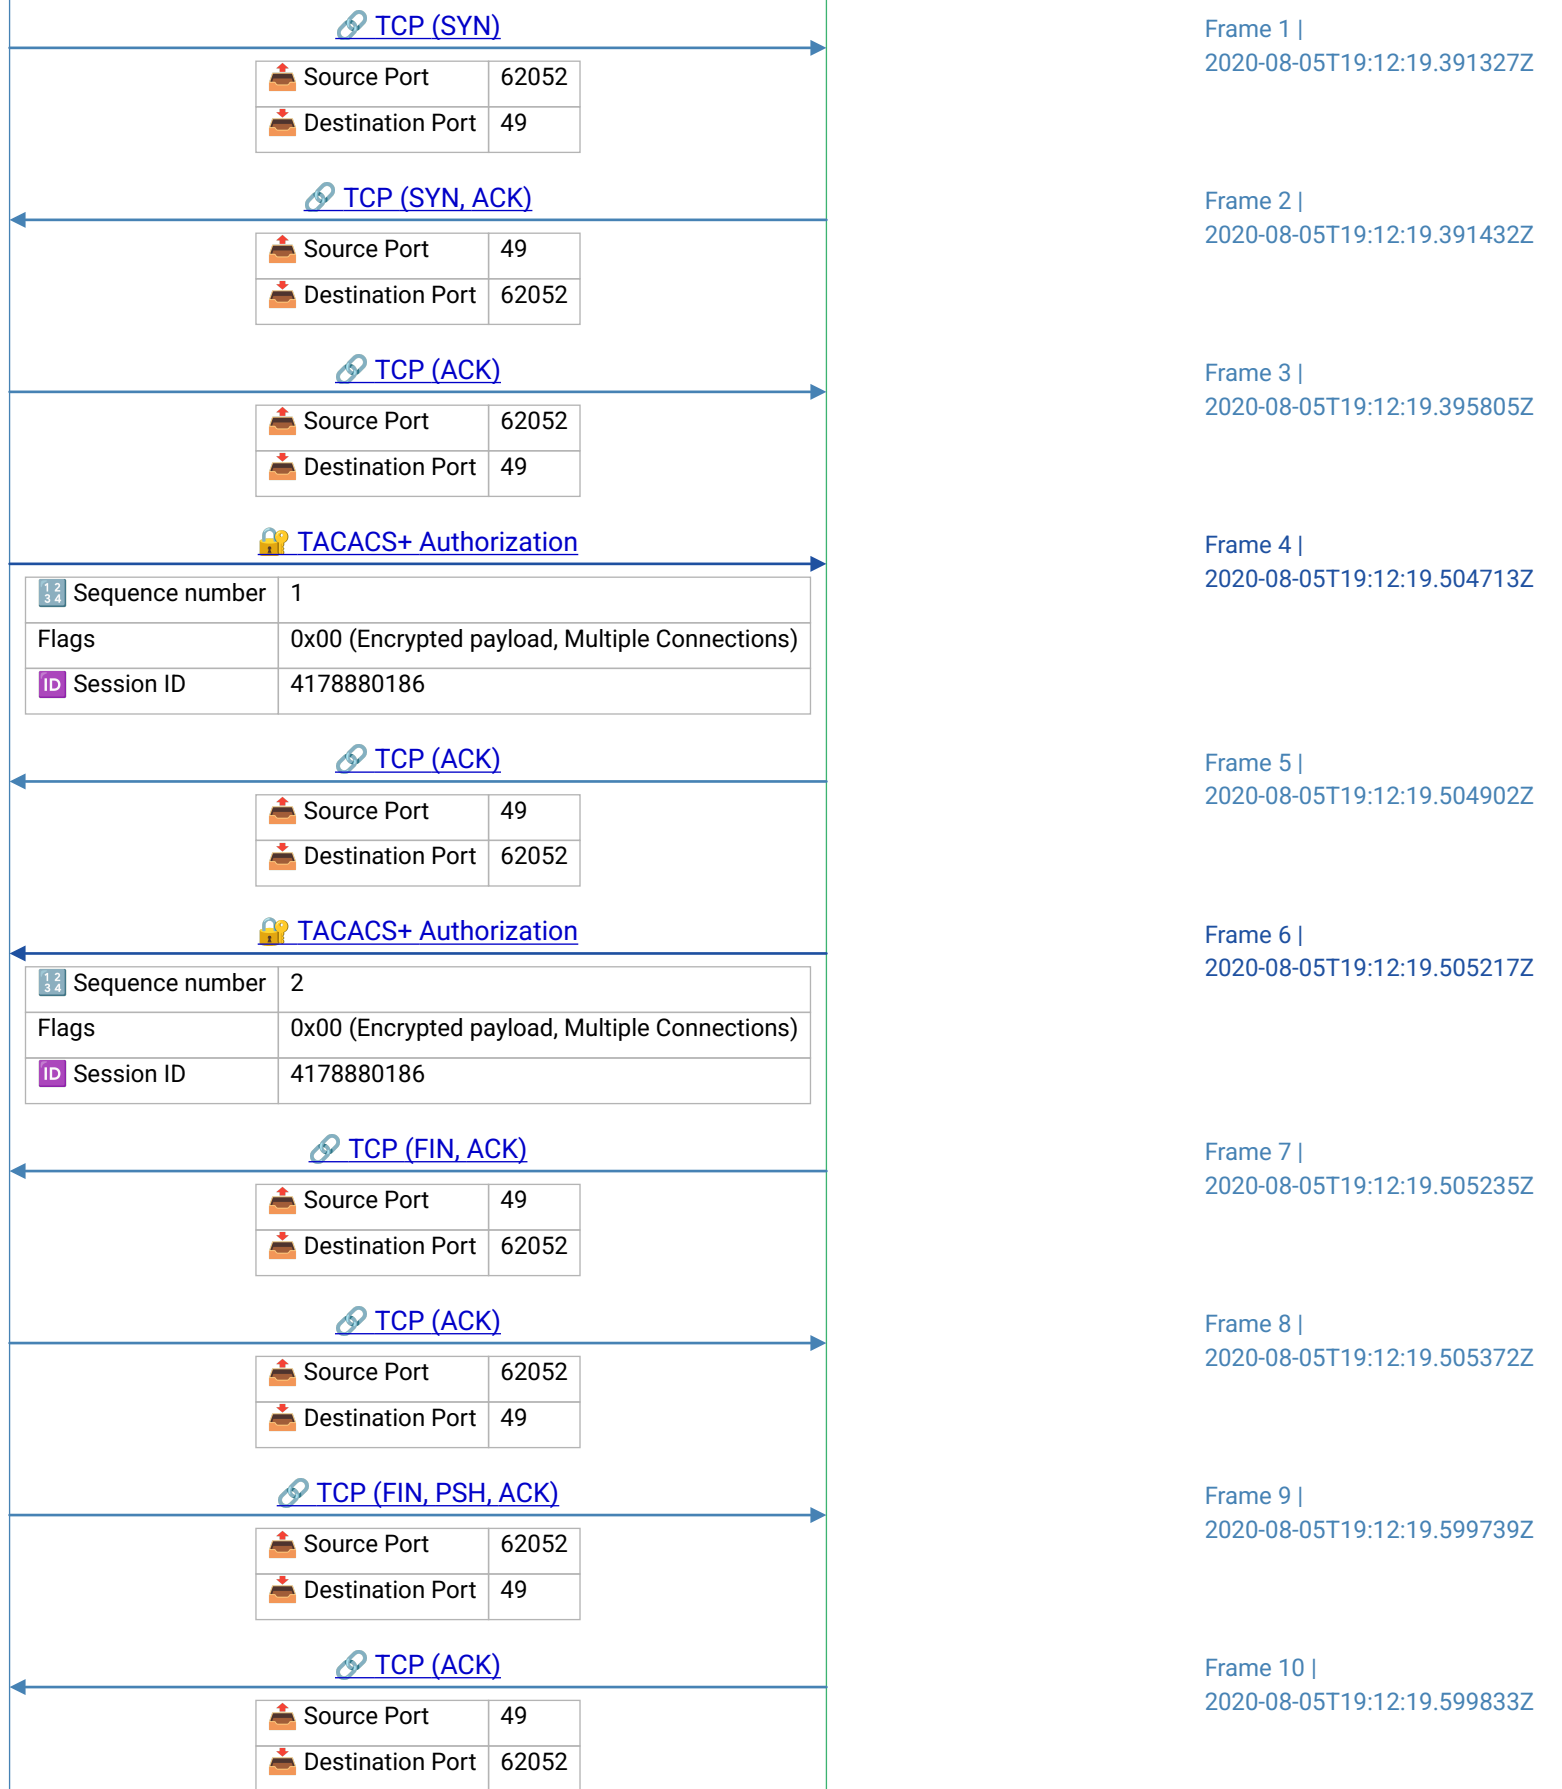 🔗 TCP (SYN)
Frame 1 |
2020-08-05T19:12:19.391327Z
📤 Source Port 62052
📥 Destination Port 49
🔗 TCP (SYN, ACK)
Frame 2 |
2020-08-05T19:12:19.391432Z
📤 Source Port 49
📥 Destination Port 62052
🔗 TCP (ACK)
Frame 3 |
2020-08-05T19:12:19.395805Z
📤 Source Port 62052
📥 Destination Port 49
🔐 TACACS+ Authorization
Frame 4 |
2020-08-05T19:12:19.504713Z
🔢 Sequence number 1
Flags 0x00 (Encrypted payload, Multiple Connections)
🆔 Session ID 4178880186
🔗 TCP (ACK)
Frame 5 |
2020-08-05T19:12:19.504902Z
📤 Source Port 49
📥 Destination Port 62052
🔐 TACACS+ Authorization
Frame 6 |
2020-08-05T19:12:19.505217Z
🔢 Sequence number 2
Flags 0x00 (Encrypted payload, Multiple Connections)
🆔 Session ID 4178880186
🔗 TCP (FIN, ACK)
Frame 7 |
2020-08-05T19:12:19.505235Z
📤 Source Port 49
📥 Destination Port 62052
🔗 TCP (ACK)
Frame 8 |
2020-08-05T19:12:19.505372Z
📤 Source Port 62052
📥 Destination Port 49
🔗 TCP (FIN, PSH, ACK)
Frame 9 |
2020-08-05T19:12:19.599739Z
📤 Source Port 62052
📥 Destination Port 49
🔗 TCP (ACK)
Frame 10 |
2020-08-05T19:12:19.599833Z
📤 Source Port 49
📥 Destination Port 62052